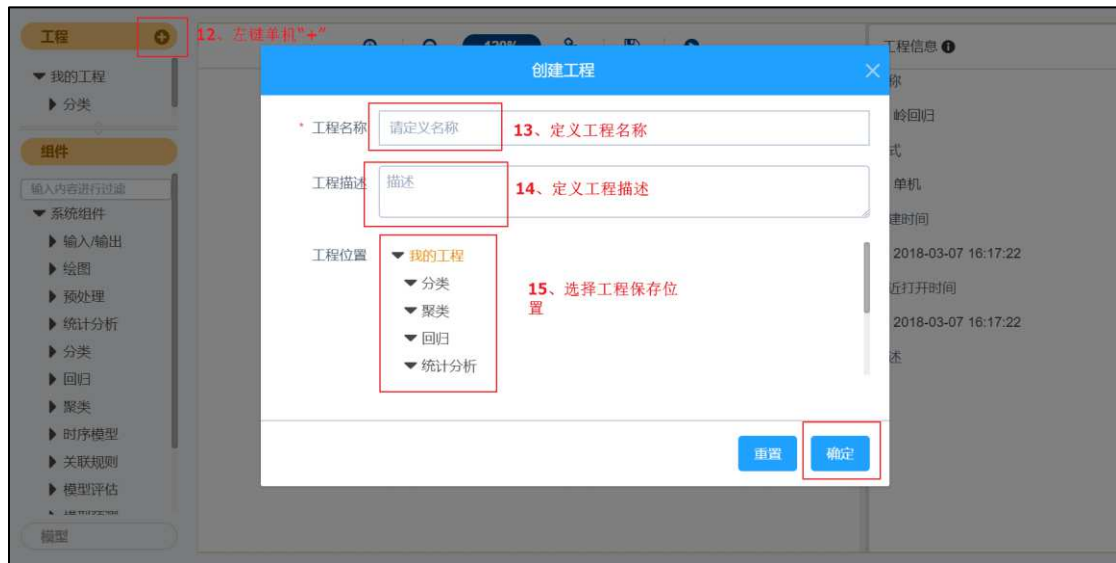 工程
12、左键单机"+"
120%
工程信息
创建工程
我的工程
分类
组件
输入内容进行过滤
系统组件
输入/输出
绘图
预处理
统计分析
分类
回归
聚类
时序模型
关联规则
模型评估
模型预测
模型
* 工程名称
请定义名称
13、定义工程名称
工程描述
描述
14、定义工程描述
工程位置
我的工程
分类
聚类
回归
统计分析
15、选择工程保存位
置
重置
确定
称
岭回归
式
单机
建时间
2018-03-07 16:17:22
近打开时间
2018-03-07 16:17:22
述